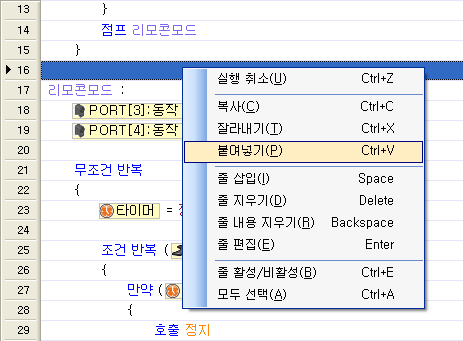 13 }
14 점프 리모콘모드
15 }
16
실행 취소(U) Ctrl+Z
17 리모콘모드 :
복사(C) Ctrl+C
18 PORT[3]:동작
잘라내기(T) Ctrl+X
19 PORT[4]:동작
붙여넣기(P) Ctrl+V
20
줄 삽입(I) Space
21 무조건 반복
줄 지우기(D) Delete
22 {
줄 내용 지우기(R) Backspace
23 타이머 =
줄 편집(E) Enter
24
25 조건 반복 (
줄 활성/비활성(B) Ctrl+E
26 {
모두 선택(A) Ctrl+A
27 만약 (
28 {
29 호출 정지